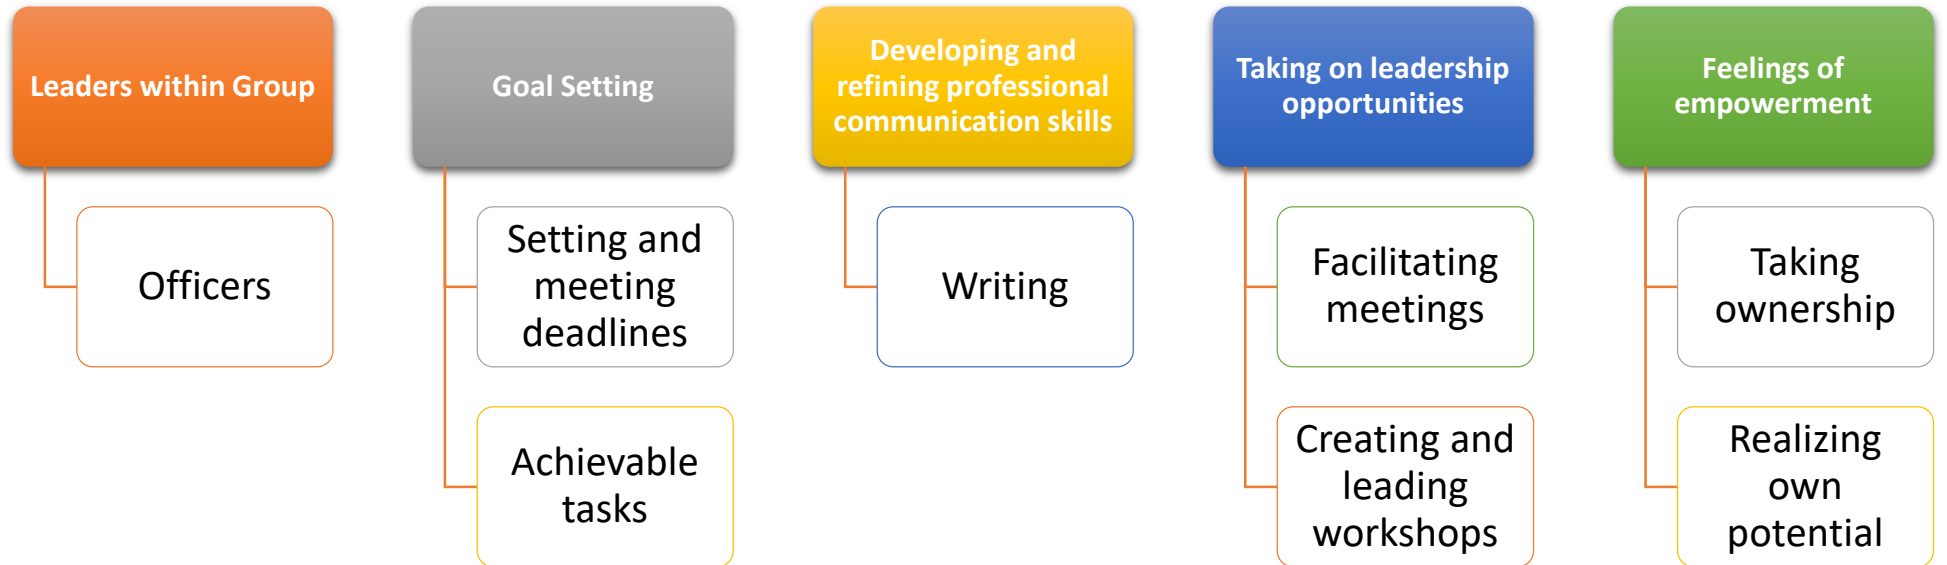 Leaders within Group
Officers
Goal Setting
Setting and
meeting
deadlines
Achievable
tasks
Developing and
refining professional
communication skills
Writing
Taking on leadership
opportunities
Facilitating
meetings
Creating and
leading
workshops
Feelings of
empowerment
Taking
ownership
Realizing
own
potential